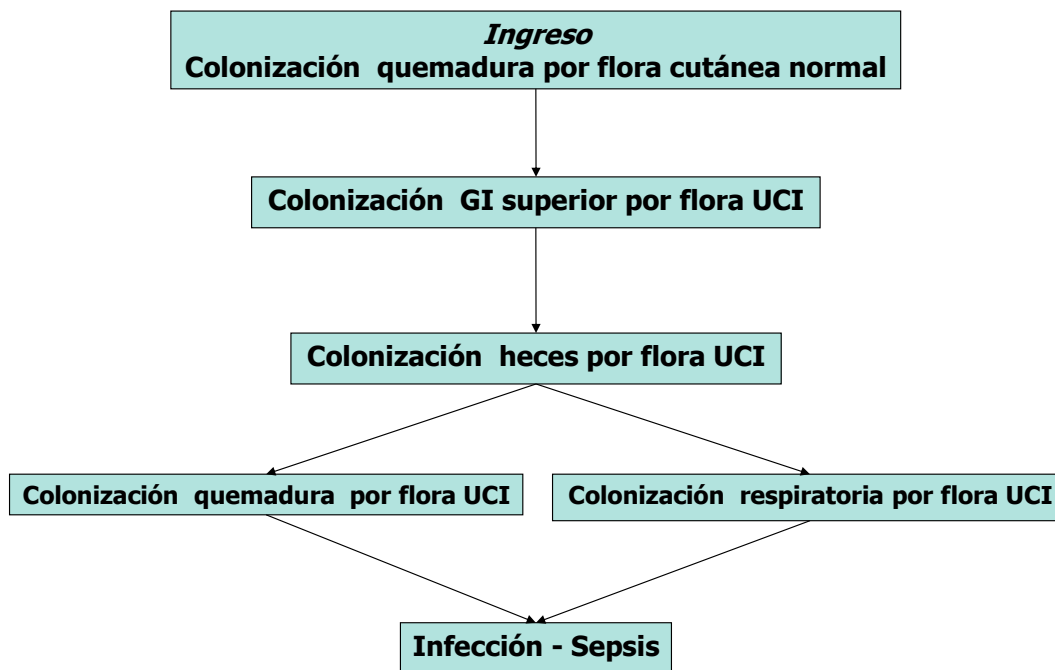 Ingreso
Colonización quemadura por flora cutánea normal
Colonización GI superior por flora UCI
Colonización heces por flora UCI
Colonización quemadura por flora UCI
Colonización respiratoria por flora UCI
Infección - Sepsis